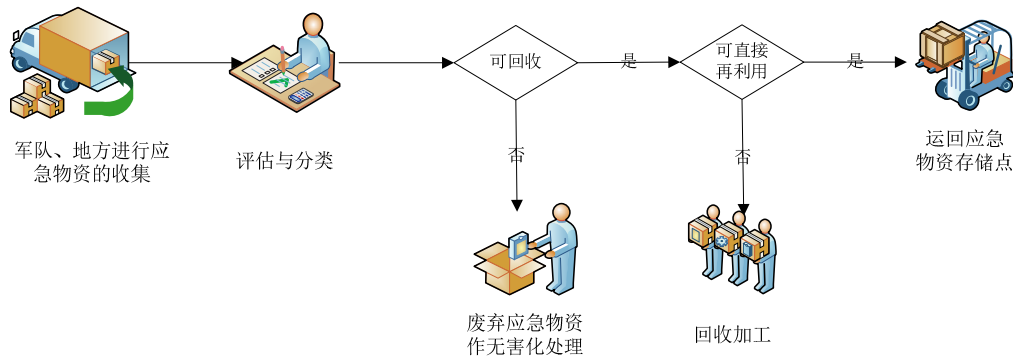 可回收
是
可直接
再利用
是
军队、地方进行应
急物资的收集
评估与分类
否
否
运回应急
物资存储点
废弃应急物资
作无害化处理
回收加工